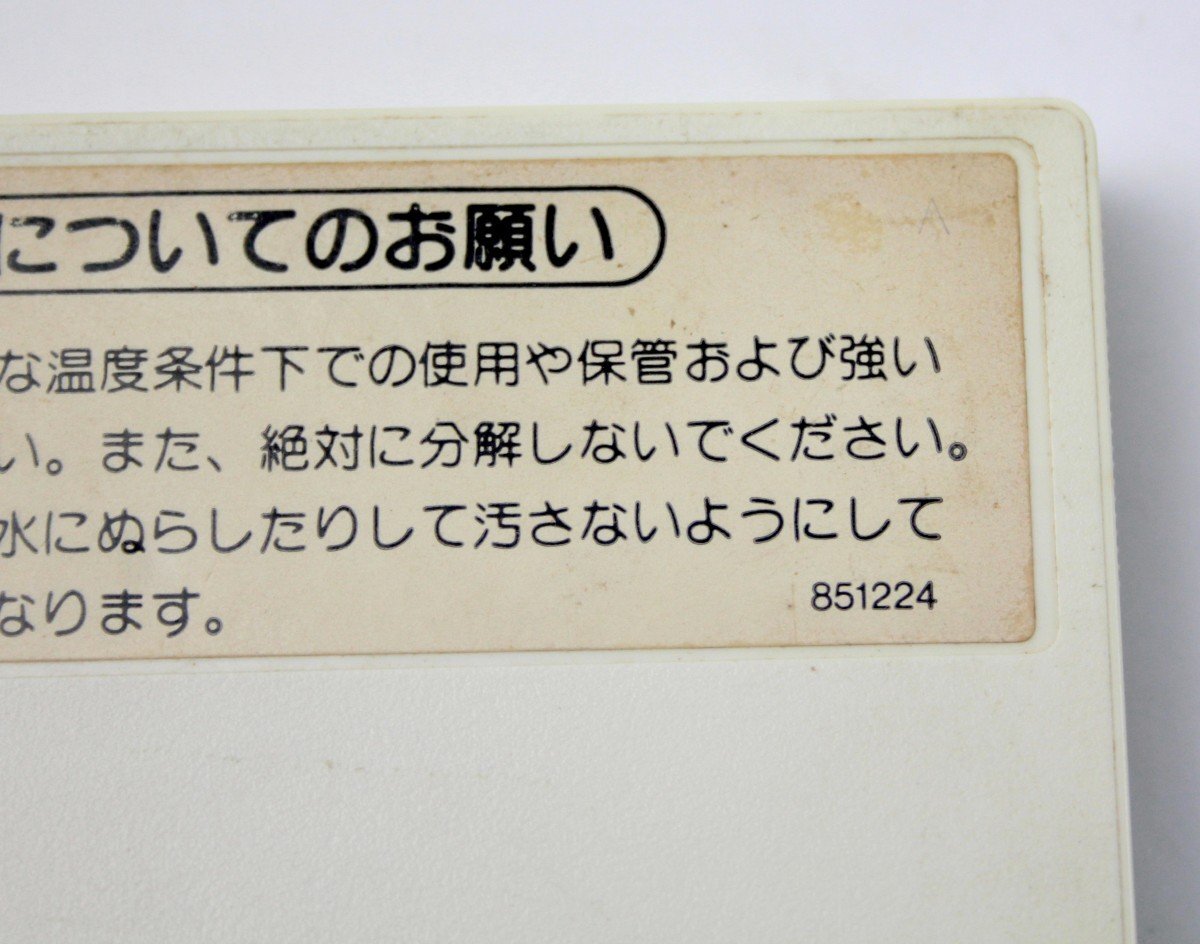 についてのお願い
な温度条件下での使用や保管および強い
い。また、絶対に分解しないでください。
水にぬらしたりして汚さないようにして
なります。
851224
A